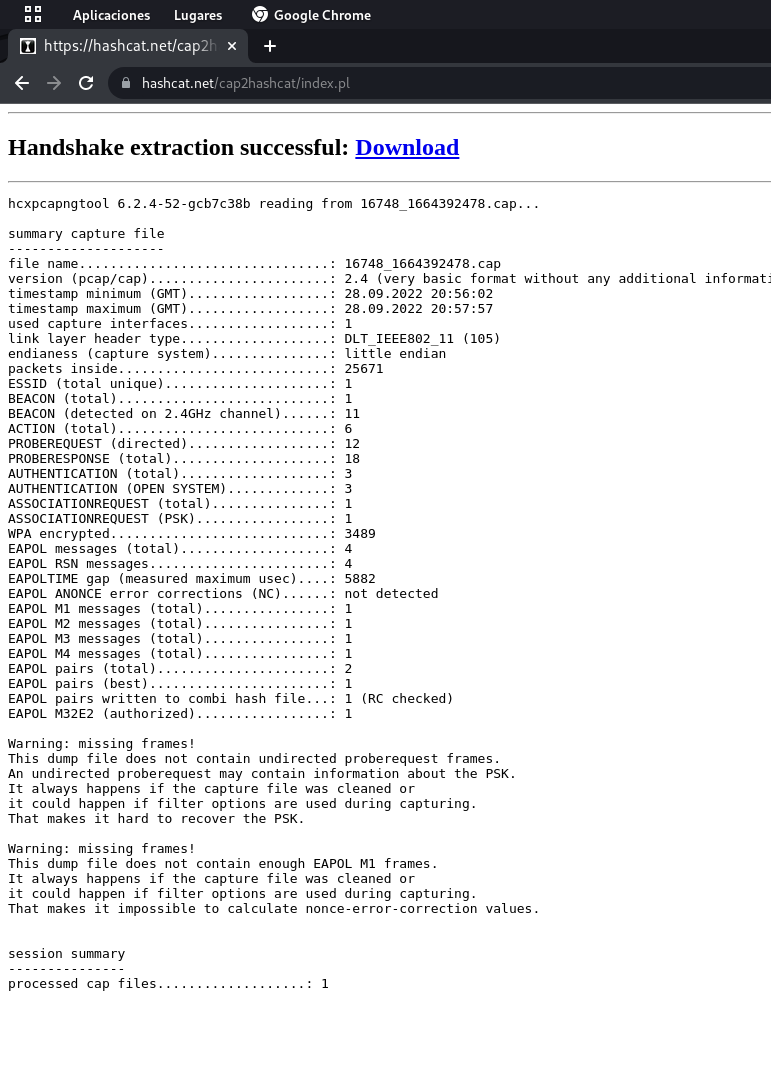 Aplicaciones Lugares Google Chrome
https://hashcat.net/cap2h
hashcat.net/cap2hashcat/index.pl
Handshake extraction successful: Download
hcxpcapngtool 6.2.4-52-gcb7c38b reading from 16748_1664392478.cap...
summary capture file
--------------------
file name................................: 16748_1664392478.cap
version (pcap/cap).......................: 2.4 (very basic format without any additional informati
timestamp minimum (GMT)..................: 28.09.2022 20:56:02
timestamp maximum (GMT)..................: 28.09.2022 20:57:57
used capture interfaces..................: 1
link layer header type...................: DLT_IEEE802_11 (105)
endianess (capture system)...............: little endian
packets inside...........................: 25671
ESSID (total unique).....................: 1
BEACON (total)...........................: 1
BEACON (detected on 2.4GHz channel)......: 11
ACTION (total)...........................: 6
PROBEREQUEST (directed)..................: 12
PROBERESPONSE (total)....................: 18
AUTHENTICATION (total)...................: 3
AUTHENTICATION (OPEN SYSTEM).............: 3
ASSOCIATIONREQUEST (total)...............: 1
ASSOCIATIONREQUEST (PSK).................: 1
WPA encrypted............................: 3489
EAPOL messages (total)...................: 4
EAPOL RSN messages.......................: 4
EAPOLTIME gap (measured maximum usec)....: 5882
EAPOL ANONCE error corrections (NC)......: not detected
EAPOL M1 messages (total)................: 1
EAPOL M2 messages (total)................: 1
EAPOL M3 messages (total)................: 1
EAPOL M4 messages (total)................: 1
EAPOL pairs (total)......................: 2
EAPOL pairs (best).......................: 1
EAPOL pairs written to combi hash file...: 1 (RC checked)
EAPOL M32E2 (authorized).................: 1
Warning: missing frames!
This dump file does not contain undirected proberequest frames.
An undirected proberequest may contain information about the PSK.
It always happens if the capture file was cleaned or
it could happen if filter options are used during capturing.
That makes it hard to recover the PSK.
Warning: missing frames!
This dump file does not contain enough EAPOL M1 frames.
It always happens if the capture file was cleaned or
it could happen if filter options are used during capturing.
That makes it impossible to calculate nonce-error-correction values.
session summary
---------------
processed cap files...................: 1